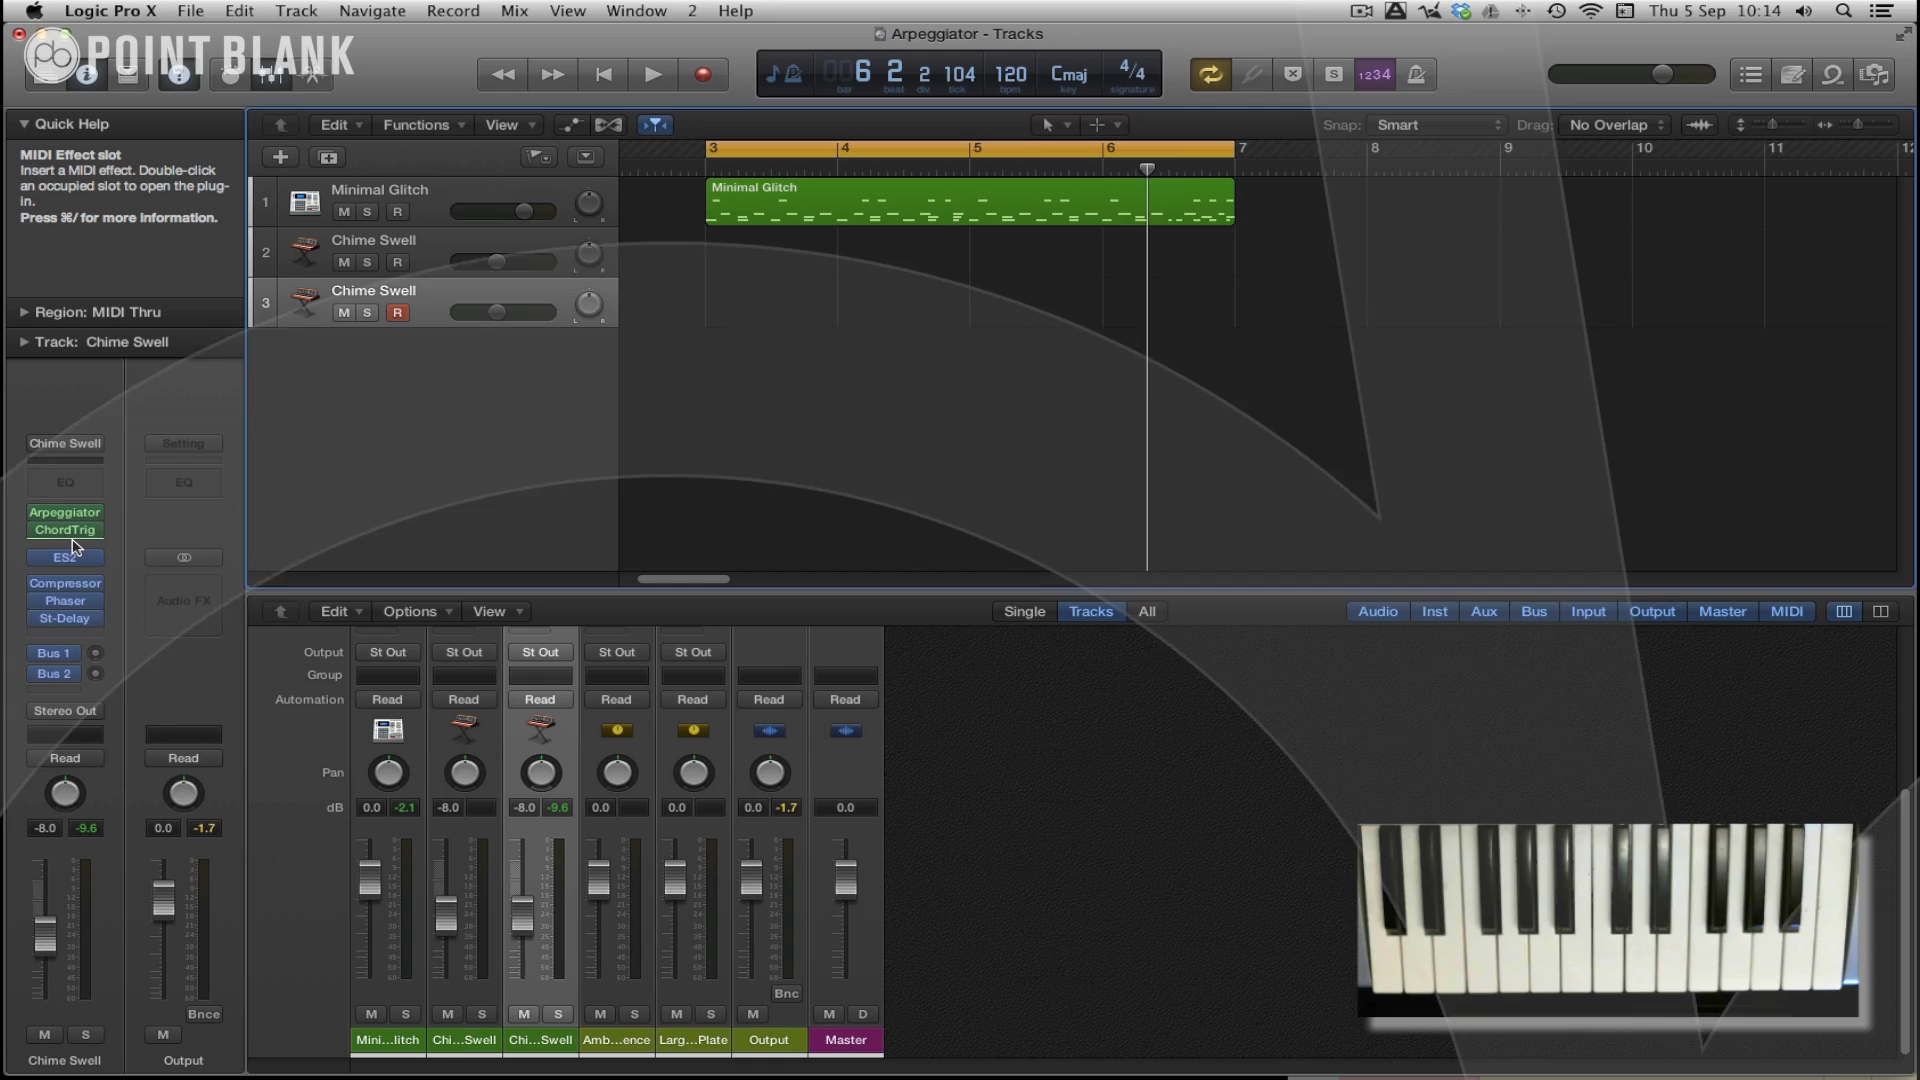 Logic Pro X File Edit Track Navigate Record Mix View Window 2 Help
Thu 5 Sep 10:14
pb POINT BLANK
Arpeggiator - Tracks
6 2 2 104 120 Cmaj 4/4
bar beat div tick bpm key signature
S 1234
Quick Help
MIDI Effect slot
Insert a MIDI effect. Double-click
an occupied slot to open the plug-
in.
Press ⌘/ for more information.
Region: MIDI Thru
Track: Chime Swell
Edit Functions View
Snap: Smart Drag: No Overlap
3 4 5 6 7 8 9 10 11 12
1 Minimal Glitch
M S R L R
Minimal Glitch
2 Chime Swell
M S R L R
3 Chime Swell
M S R L R
Chime Swell Setting
EQ EQ
Arpeggiator
ChordTrig
ES2
Compressor
Phaser Audio FX
St-Delay
Bus 1
Bus 2
Stereo Out
Read Read
-8.0 -9.6 0.0 -1.7
Bnce
M S M
Chime Swell Output
Edit Options View
Single Tracks All
Audio Inst Aux Bus Input Output Master MIDI
Output St Out St Out St Out St Out St Out
Group
Automation Read Read Read Read Read Read Read
Pan
dB 0.0 -2.1 -8.0 -8.0 -9.6 0.0 0.0 0.0 -1.7 0.0
Bnc
M S M S M S M S M S M M D
Mini...litch Chi...Swell Chi...Swell Amb...ence Larg...Plate Output Master